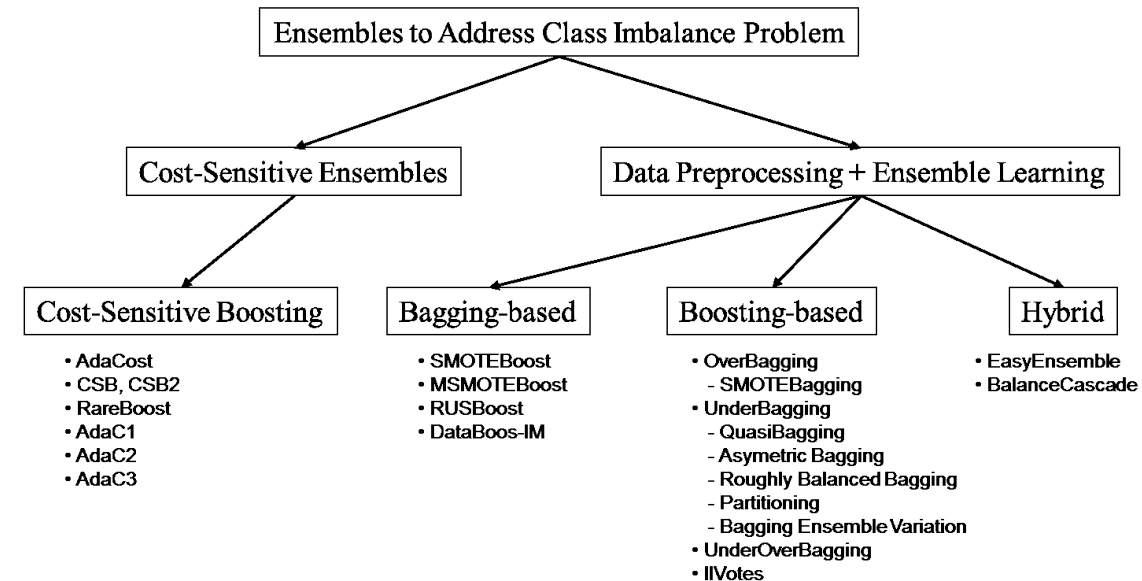 Ensembles to Address Class Imbalance Problem
Cost-Sensitive Ensembles
Data Preprocessing + Ensemble Learning
Cost-Sensitive Boosting
• AdaCost
• CSB, CSB2
• RareBoost
• AdaC1
• AdaC2
• AdaC3
Bagging-based
• SMOTEBoost
• MSMOTEBoost
• RUSBoost
• DataBoos-IM
Boosting-based
• OverBagging
- SMOTEBagging
• UnderBagging
- QuasiBagging
- Asymetric Bagging
- Roughly Balanced Bagging
- Partitioning
- Bagging Ensemble Variation
• UnderOverBagging
• IIVotes
Hybrid
• EasyEnsemble
• BalanceCascade